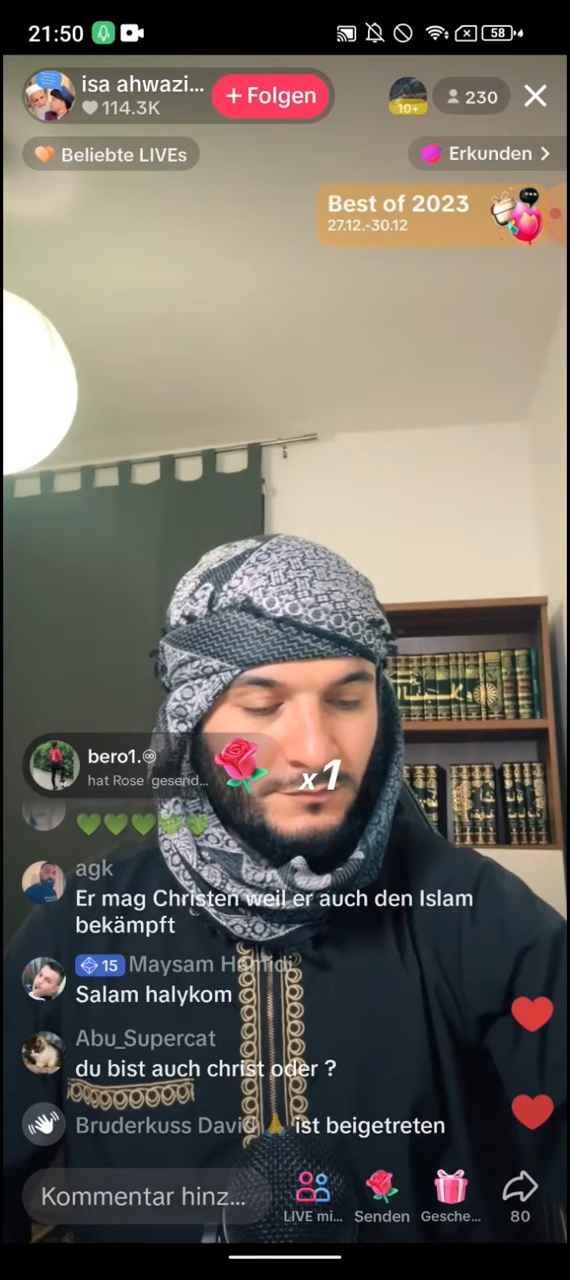 21:50
58
isa ahwazi...
114.3K
+ Folgen
10+
230
Beliebte LIVEs
Erkunden >
Best of 2023
27.12.-30.12
bero1.♾
hat Rose gesend...
x1
💚💚💚💚💚
agk
Er mag Christen weil er auch den Islam
bekämpft
15 Maysam Hamidi
Salam halykom
Abu_Supercat
du bist auch christ oder ?
Bruderkuss David 🙏 ist beigetreten
Kommentar hinz...
LIVE mi...
Senden
Gesche...
80